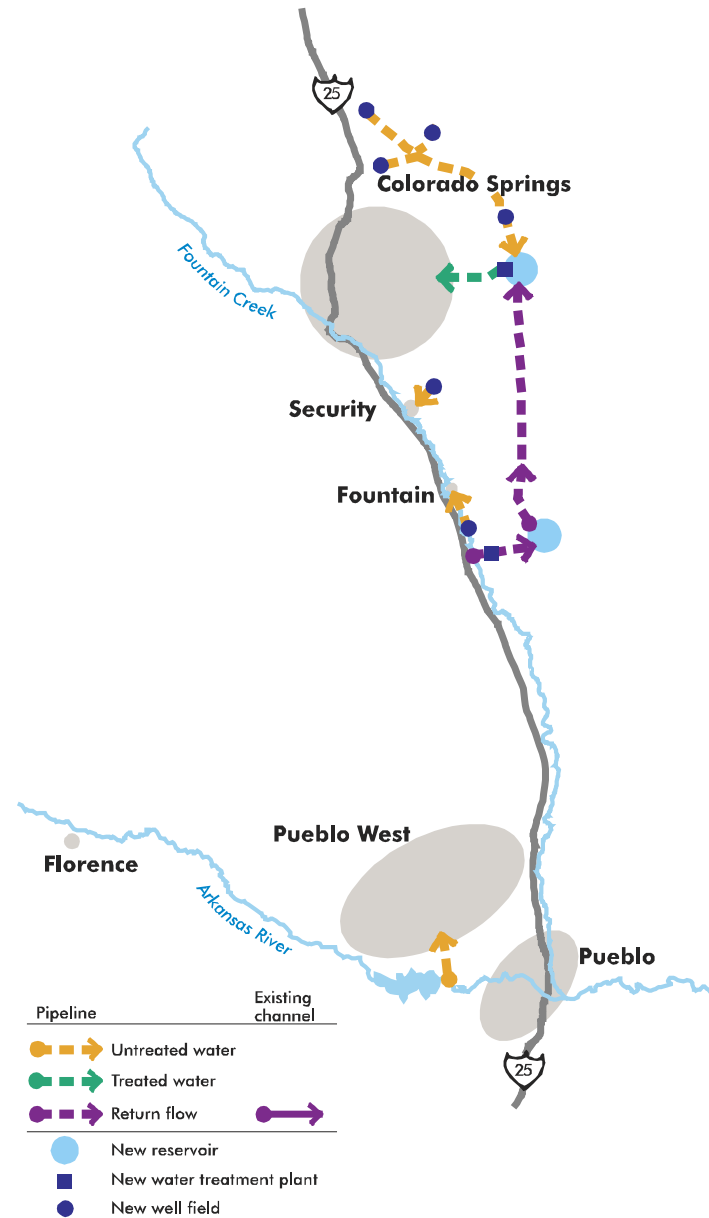 25
Colorado Springs
Fountain Creek
Security
Fountain
Pueblo West
Florence
Arkansas River
Pueblo
25
Pipeline
Existing
channel
Untreated water
Treated water
Return flow
New reservoir
New water treatment plant
New well field